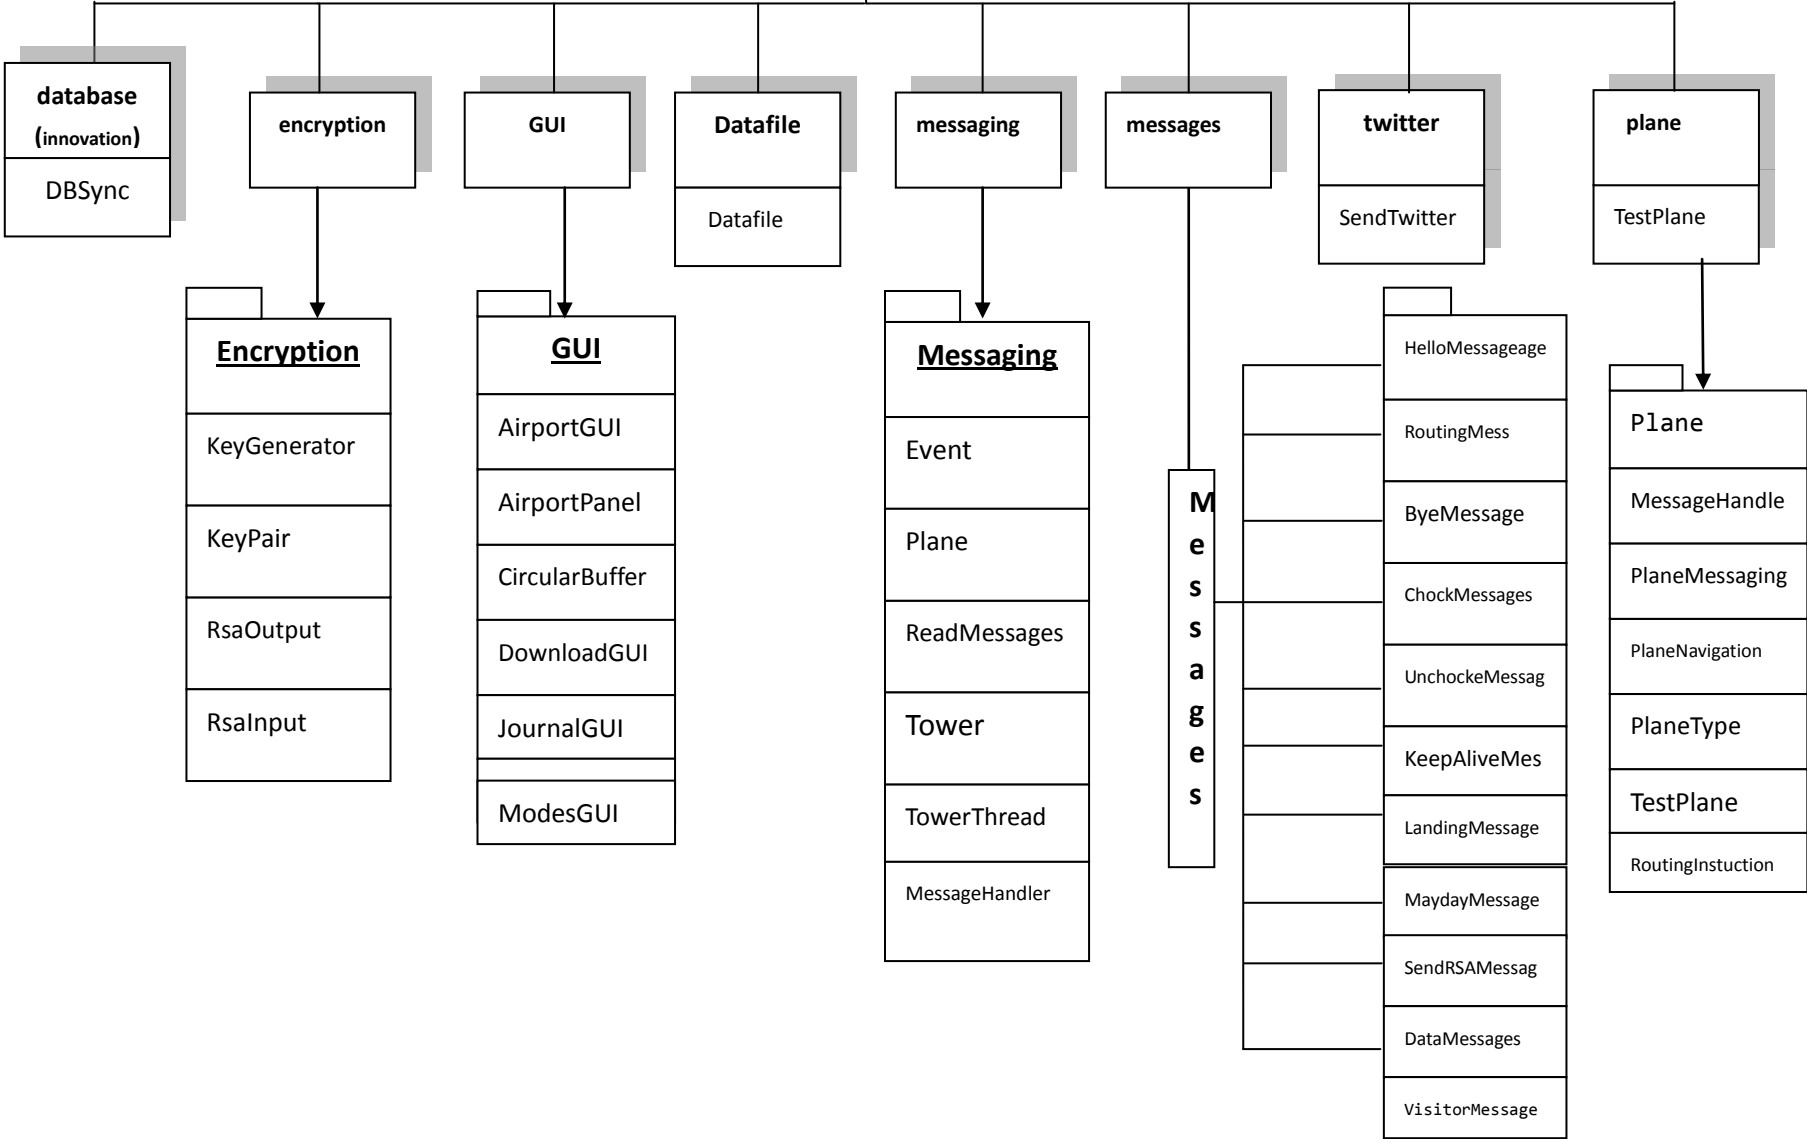 database
(innovation)
DBSync
encryption
GUI
Datafile
Datafile
messaging
messages
twitter
SendTwitter
plane
TestPlane
Encryption
KeyGenerator
KeyPair
RsaOutput
RsaInput
GUI
AirportGUI
AirportPanel
CircularBuffer
DownloadGUI
JournalGUI
ModesGUI
Messaging
Event
Plane
ReadMessages
Tower
TowerThread
MessageHandler
M
e
s
s
a
g
e
s
HelloMessageage
RoutingMess
ByeMessage
ChockMessages
UnchockeMessag
KeepAliveMes
LandingMessage
MaydayMessage
SendRSAMessag
DataMessages
VisitorMessage
Plane
MessageHandle
PlaneMessaging
PlaneNavigation
PlaneType
TestPlane
RoutingInstuction